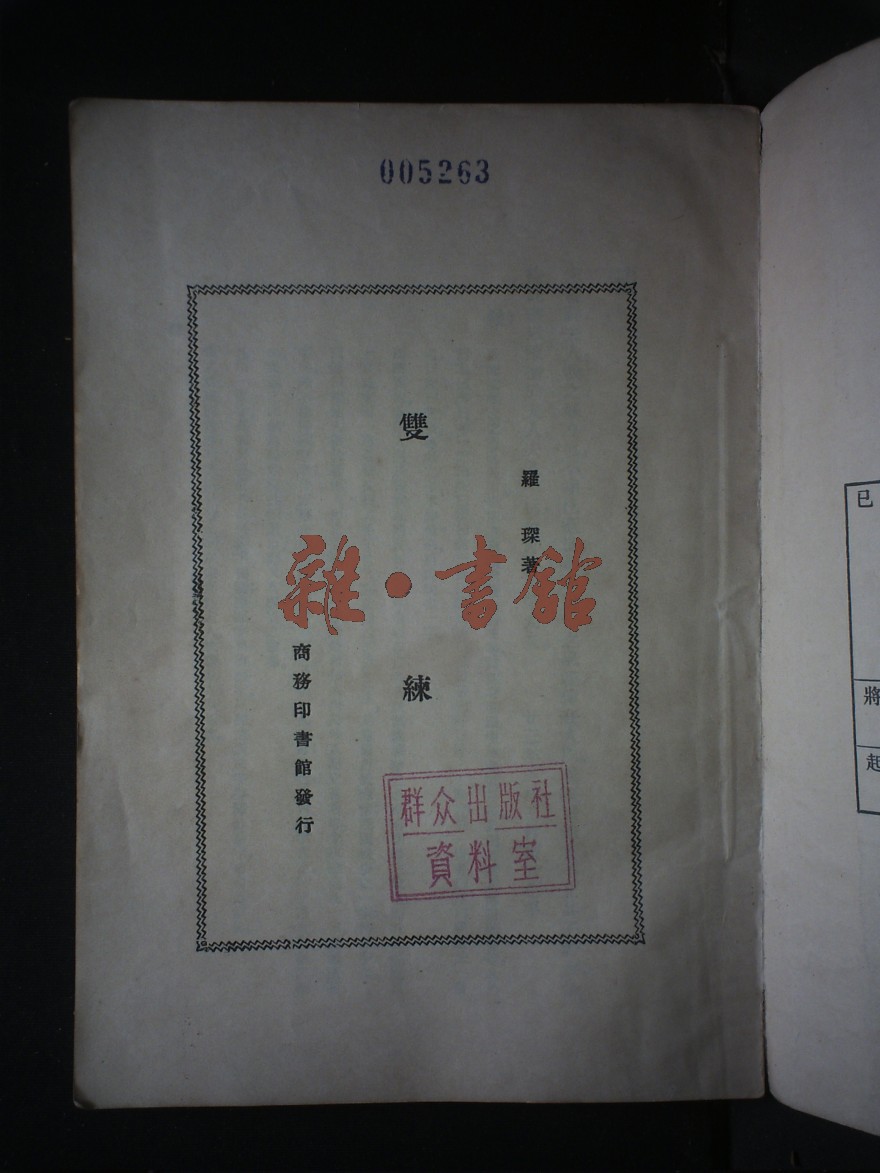 005263
羅琛著
雙練
商務印書館發行
雜·書館
群众出版社
資料室
已
將
起